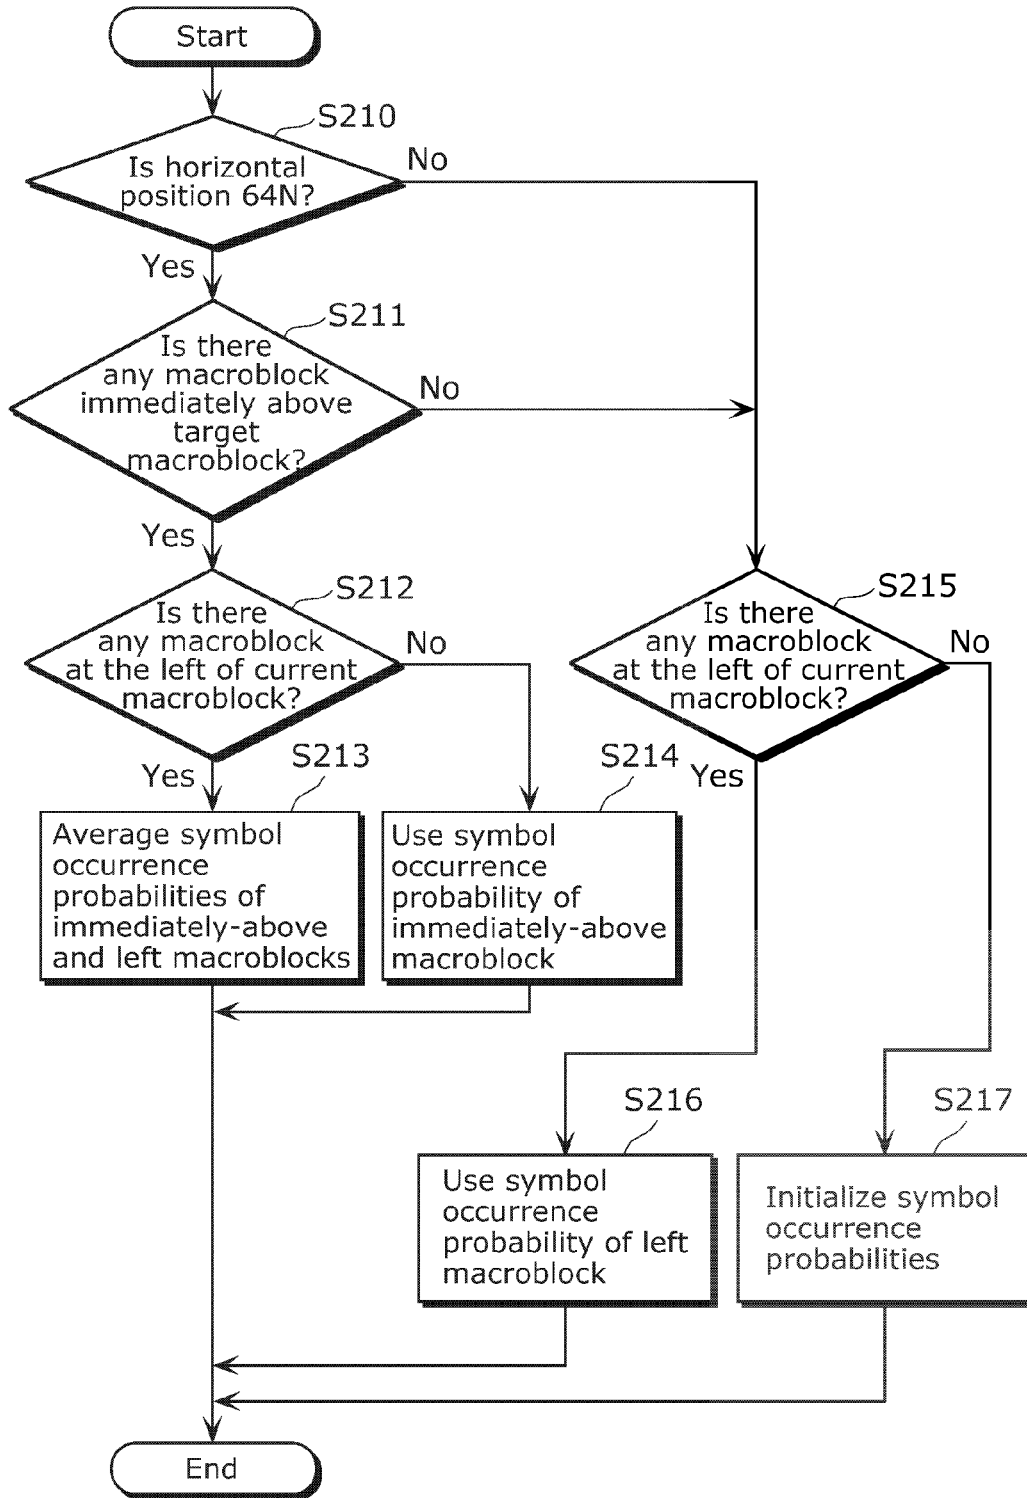 Start
S210
Is horizontal
position 64N?
No
Yes
S211
Is there
any macroblock
immediately above
target
macroblock?
No
Yes
S212
Is there
any macroblock
at the left of current
macroblock?
No
S215
Is there
any macroblock
at the left of current
macroblock?
No
Yes
S213
Average symbol
occurrence
probabilities of
immediately-above
and left macroblocks
S214
Use symbol
occurrence
probability of
immediately-above
macroblock
Yes
S216
Use symbol
occurrence
probability of left
macroblock
S217
Initialize symbol
occurrence
probabilities
End